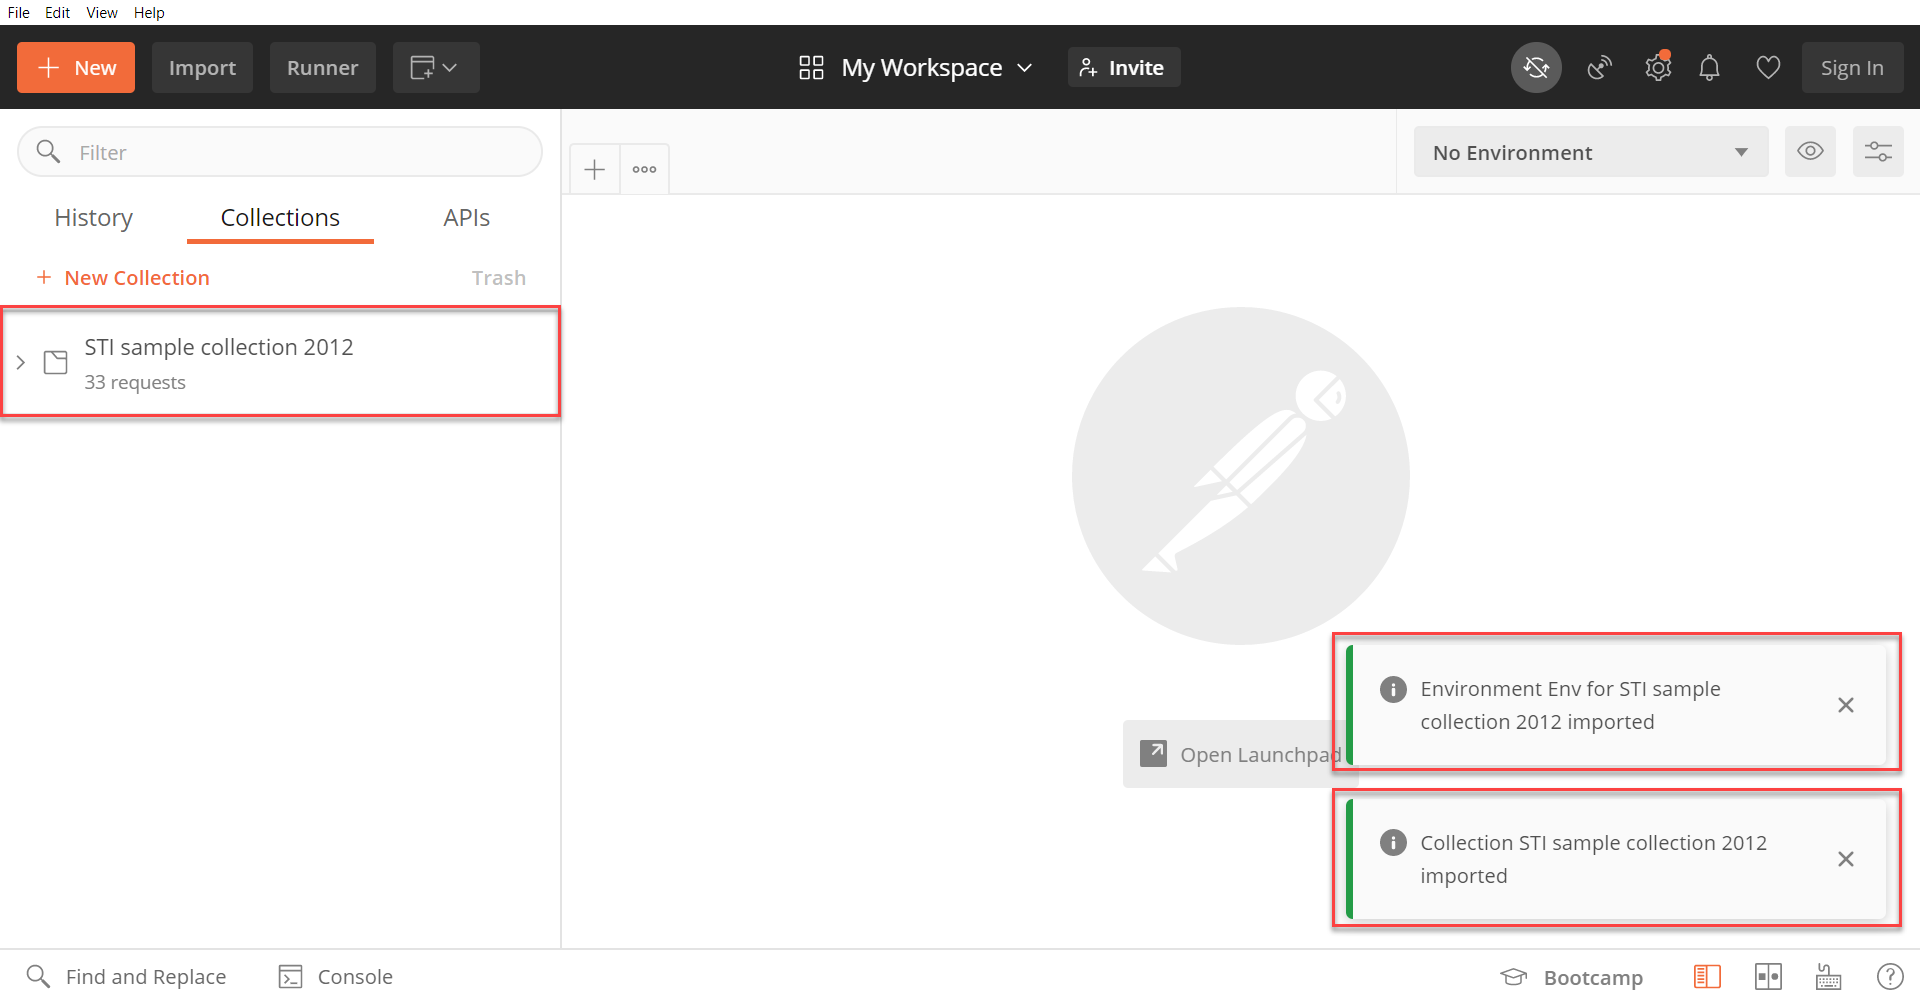 File Edit View Help
New Import Runner My Workspace Invite Sign In
Filter
No Environment
History Collections APIs
New Collection Trash
STI sample collection 2012
33 requests
Environment Env for STI sample
collection 2012 imported
Open Launchpad
Collection STI sample collection 2012
imported
Find and Replace Console Bootcamp